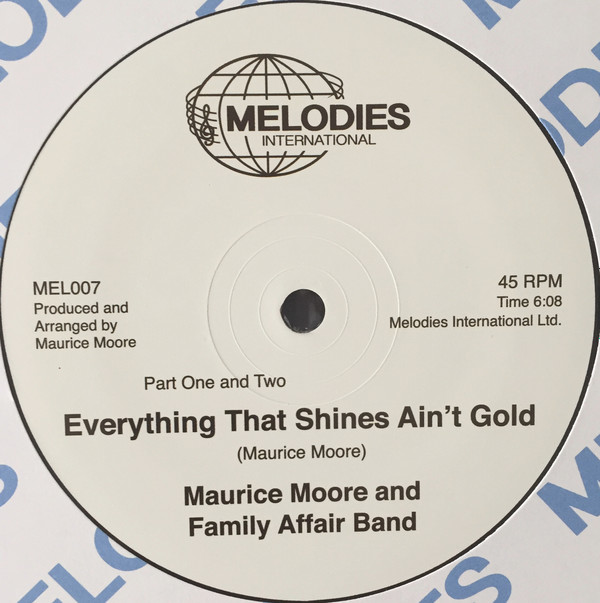 MELODIES
INTERNATIONAL
MEL007
Produced and
Arranged by
Maurice Moore
45 RPM
Time 6:08
Melodies International Ltd.
Part One and Two
Everything That Shines Ain't Gold
(Maurice Moore)
Maurice Moore and
Family Affair Band